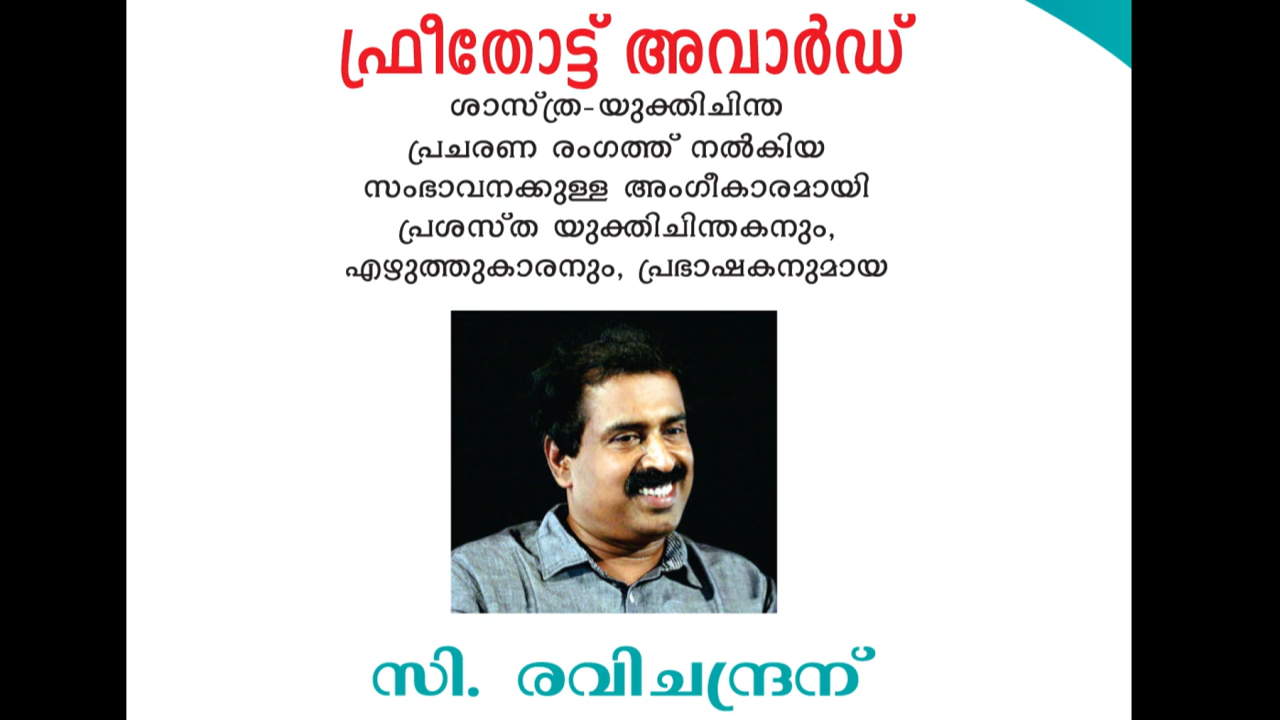 ഫ്രീതോട്ട് അവാർഡ്
ശാസ്ത്ര-യുക്തിചിന്ത
പ്രചരണ രംഗത്ത് നൽകിയ
സംഭാവനക്കുള്ള അംഗീകാരമായി
പ്രശസ്ത യുക്തിചിന്തകനും,
എഴുത്തുകാരനും, പ്രഭാഷകനുമായ
സി. രവിചന്ദ്രന്